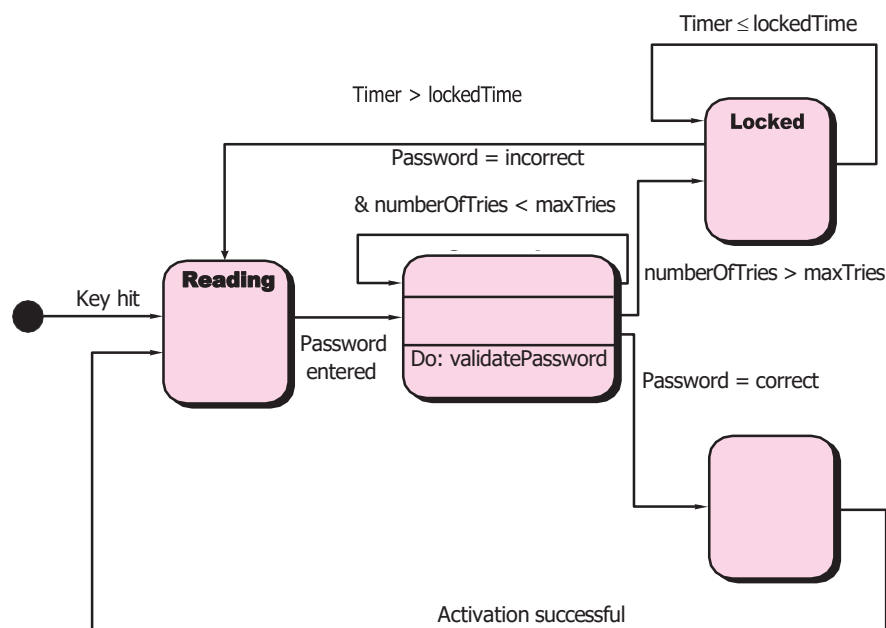 Timer ≤ lockedTime
Timer > lockedTime
Locked
Password = incorrect
& numberOfTries < maxTries
numberOfTries > maxTries
Reading
Key hit
Password
entered
Do: validatePassword
Password = correct
Activation successful